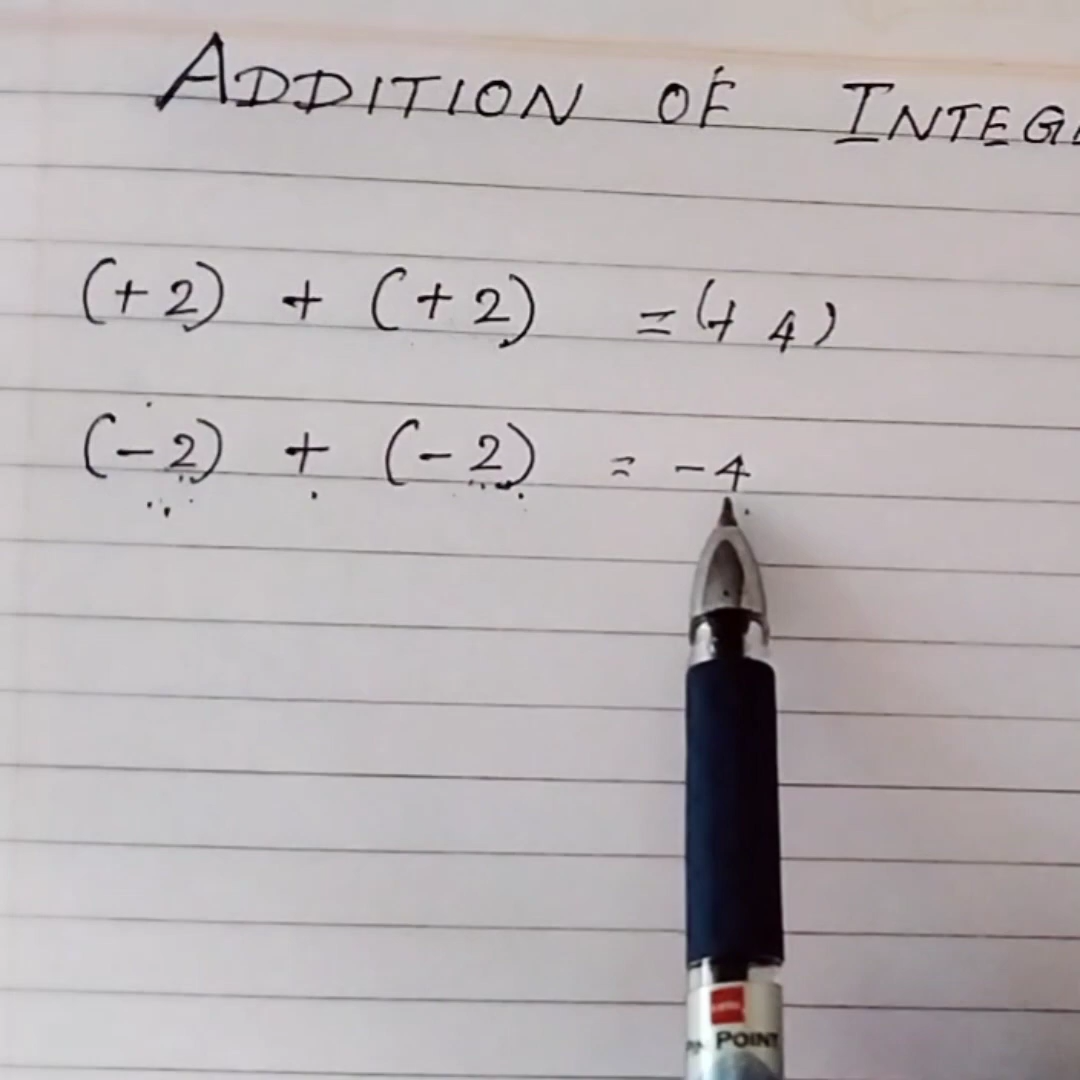 ADDITION OF INTEG
(+2) + (+2) = (+ 4)
(-2) + (-2) = -4
POINT